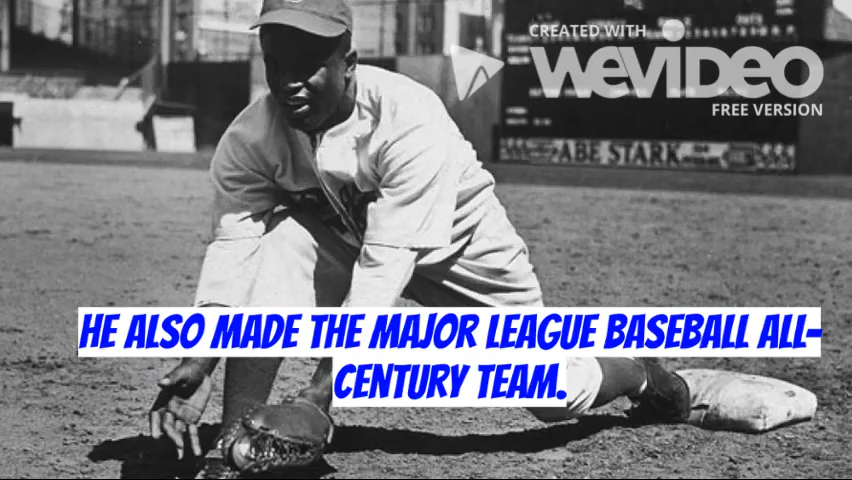 CREATED WITH
WEVIDEO
FREE VERSION
ABE STARK
HE ALSO MADE THE MAJOR LEAGUE BASEBALL ALL-
CENTURY TEAM.